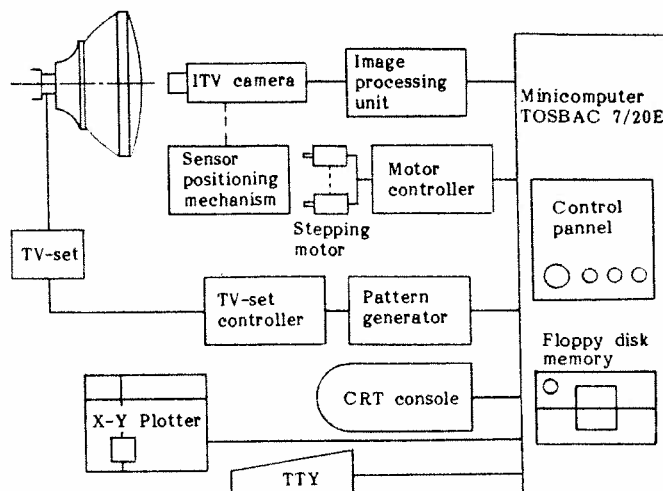 ITV camera
Image
processing
unit
Minicomputer
TOSBAC 7/20E
Sensor
positioning
mechanism
Stepping
motor
Motor
controller
Control
pannel
TV-set
TV-set
controller
Pattern
generator
Floppy disk
memory
X-Y Plotter
CRT console
TTY